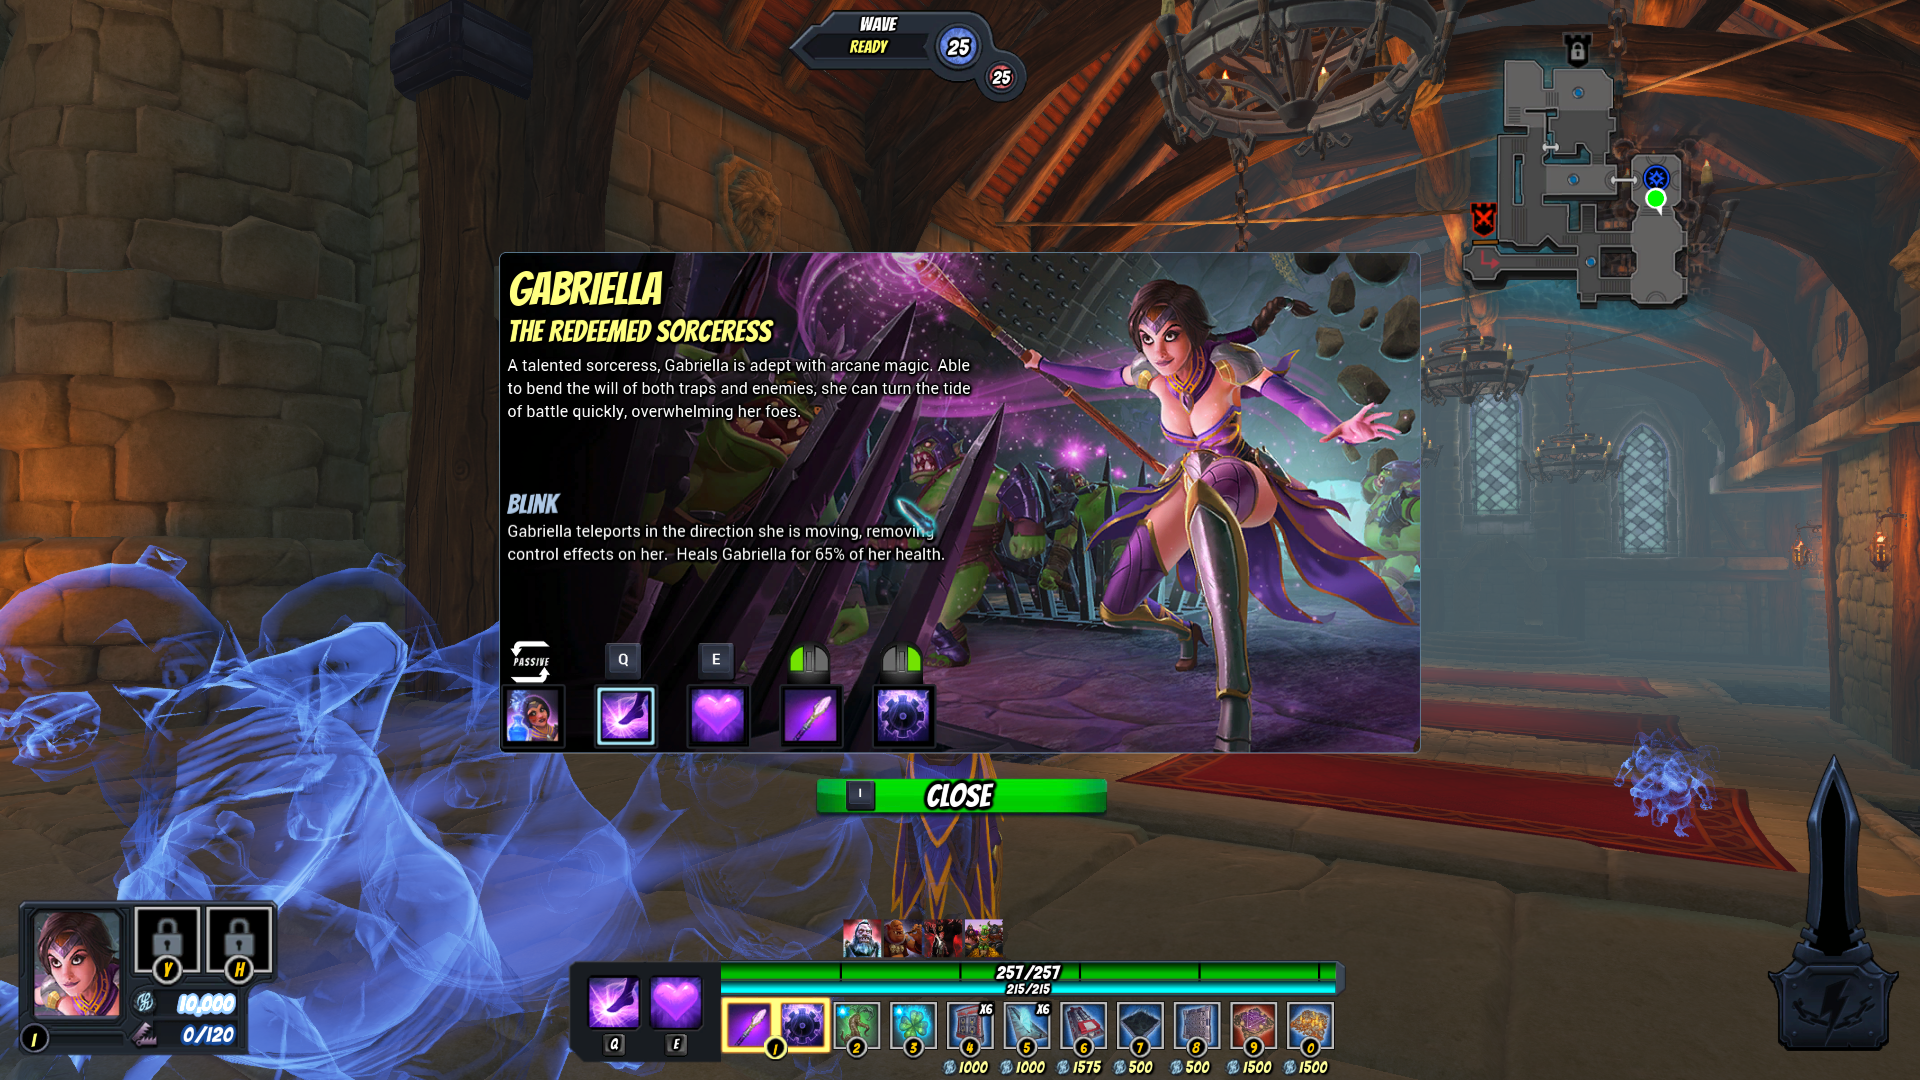 WAVE
READY
25
25
GABRIELLA
THE REDEEMED SORCERESS
A talented sorceress, Gabriella is adept with arcane magic. Able
to bend the will of both traps and enemies, she can turn the tide
of battle quickly, overwhelming her foes.
BLINK
Gabriella teleports in the direction she is moving, removing
control effects on her. Heals Gabriella for 65% of her health.
PASSIVE
Q
E
I
CLOSE
Y
H
10,000
0/120
1
257/257
215/215
X6
X6
Q
E
1
2
3
4
5
6
7
8
9
0
1000
1000
1575
500
500
1500
1500